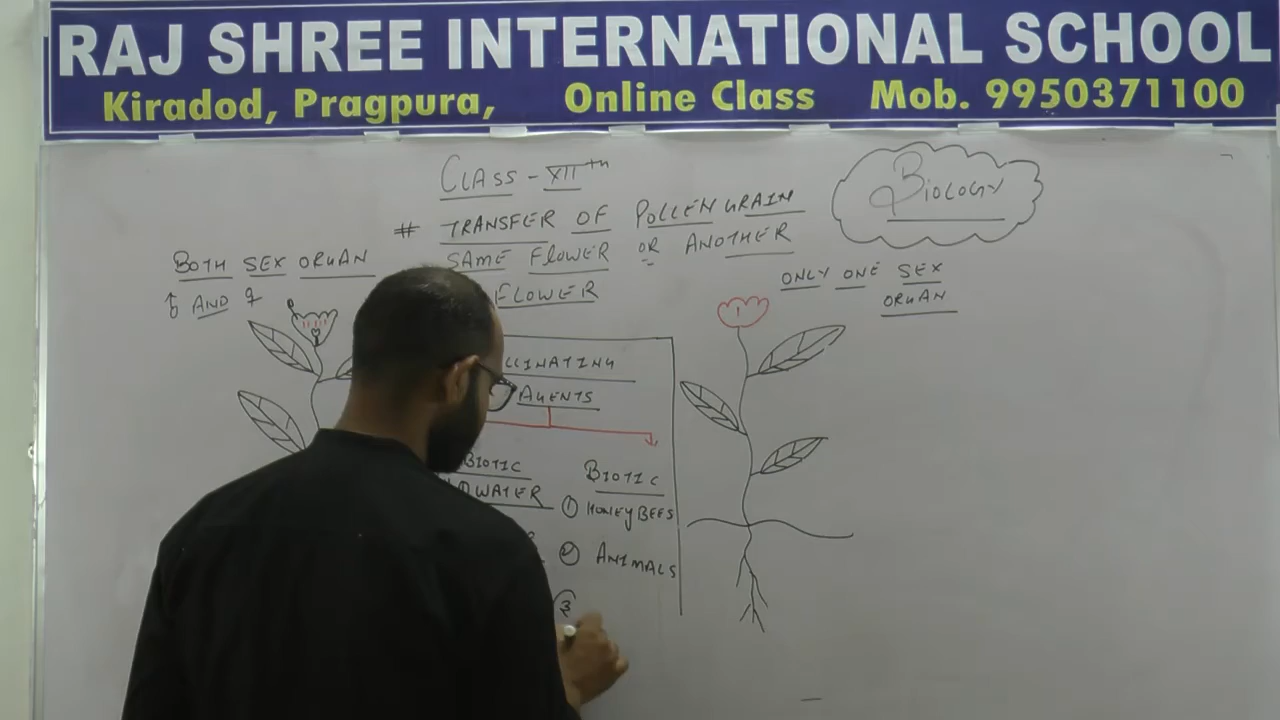 RAJ SHREE INTERNATIONAL SCHOOL
Kiradod, Pragpura, Online Class Mob. 9950371100
CLASS - XIIth
BIOLOGY
# TRANSFER OF POLLEN GRAIN
SAME FLOWER OR ANOTHER
FLOWER
BOTH SEX ORGAN
♂ AND ♀
ONLY ONE SEX
ORGAN
LLINATING
AGENTS
BIOTIC
WATER
BIOTIC
① HONEY BEES
② ANIMALS
③